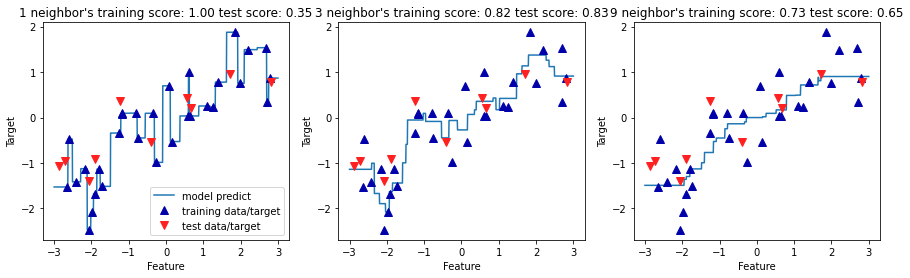 1 neighbor's training score: 1.00 test score: 0.35
3 neighbor's training score: 0.82 test score: 0.83
9 neighbor's training score: 0.73 test score: 0.65
Target
2
1
0
−1
−2
model predict
training data/target
test data/target
−3 −2 −1 0 1 2 3
Feature
Target
2
1
0
−1
−2
−3 −2 −1 0 1 2 3
Feature
Target
2
1
0
−1
−2
−3 −2 −1 0 1 2 3
Feature